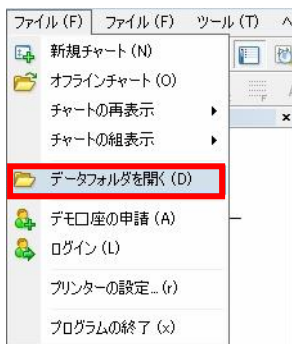 ファイル (F) ファイル (F) ツール (T)
新規チャート (N)
オフラインチャート (O)
チャートの再表示
チャートの組表示
データフォルダを開く (D)
デモ口座の申請 (A)
ログイン (L)
プリンターの設定... (r)
プログラムの終了 (x)